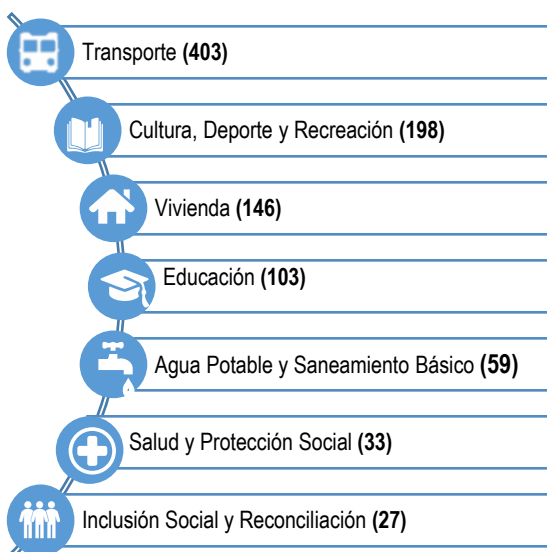 Transporte (403)
Cultura, Deporte y Recreación (198)
Vivienda (146)
Educación (103)
Agua Potable y Saneamiento Básico (59)
Salud y Protección Social (33)
Inclusión Social y Reconciliación (27)